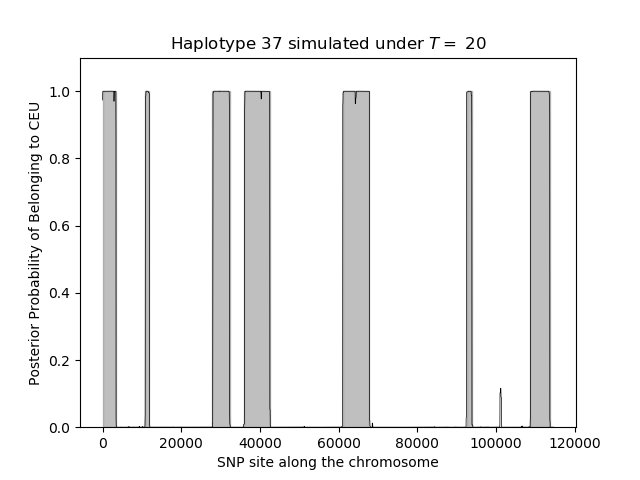 Haplotype 37 simulated under T = 20
Posterior Probability of Belonging to CEU
1.0
0.8
0.6
0.4
0.2
0.0
0 20000 40000 60000 80000 100000 120000
SNP site along the chromosome